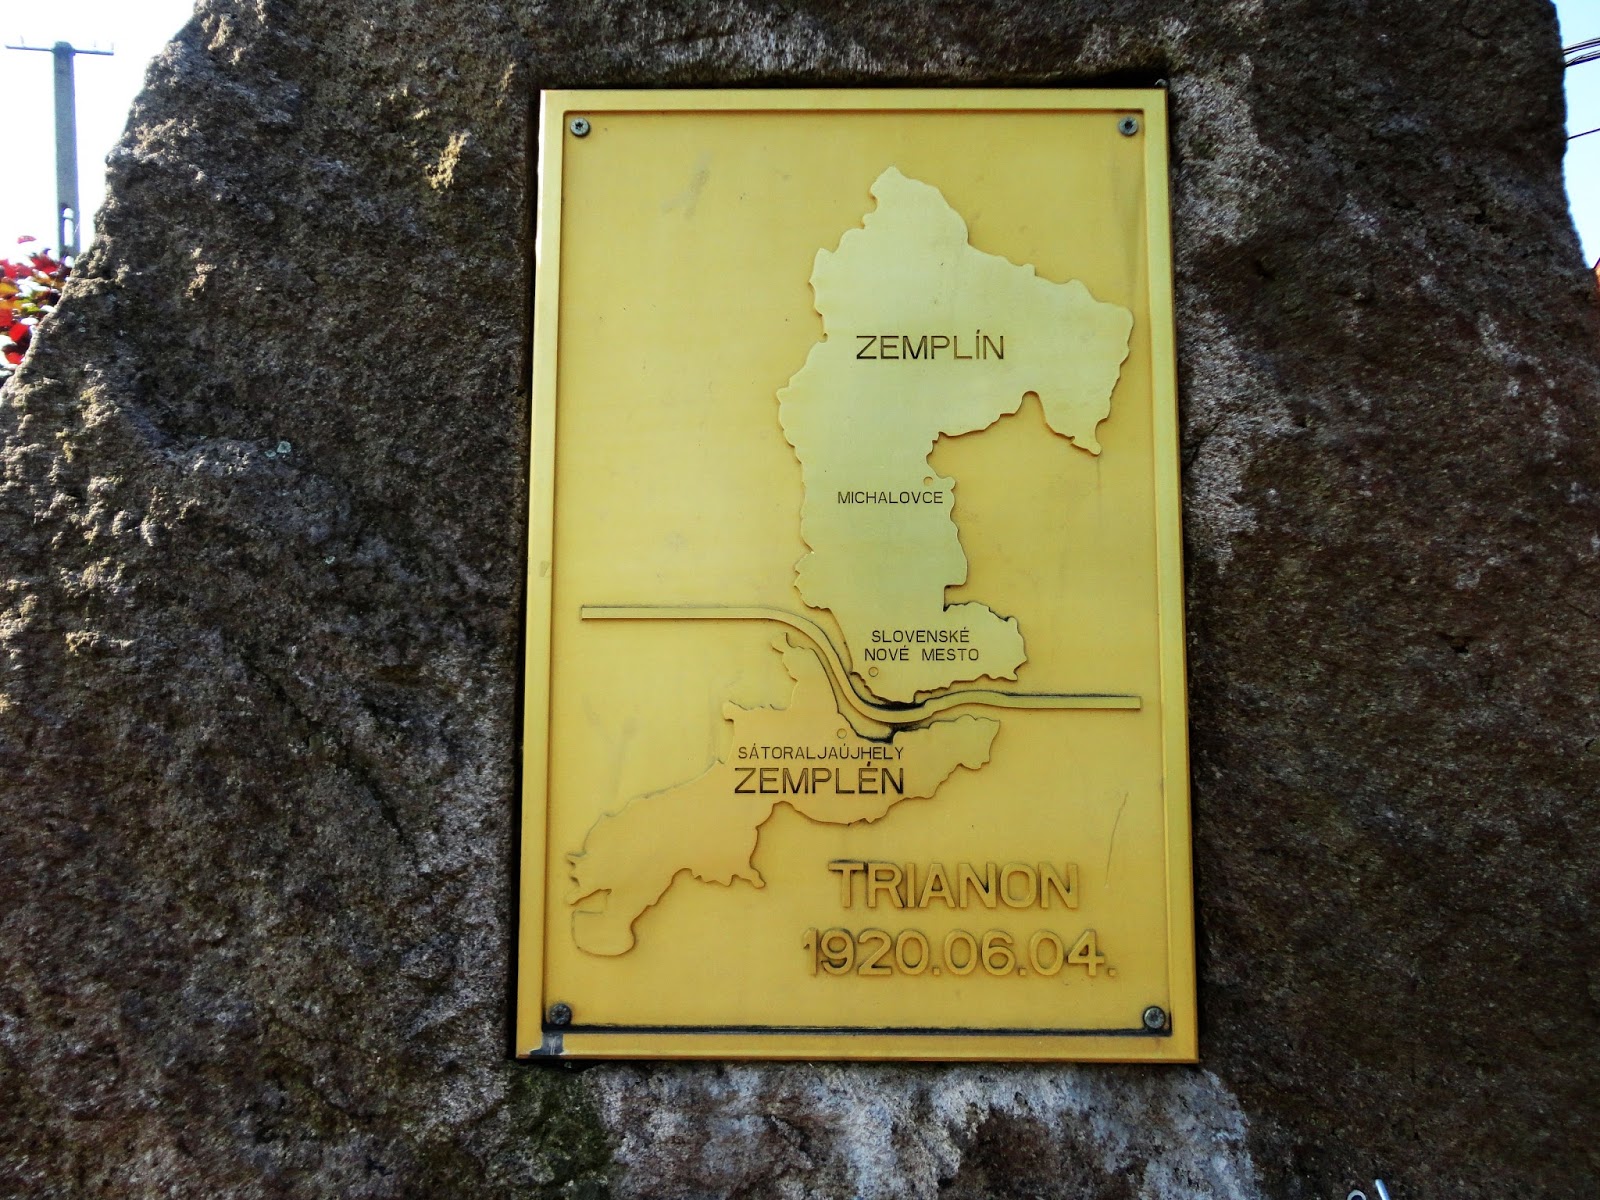 ZEMPLÍN
MICHALOVCE
SLOVENSKÉ
NOVÉ MESTO
SÁTORALJAÚJHELY
ZEMPLÉN
TRIANON
1920.06.04.